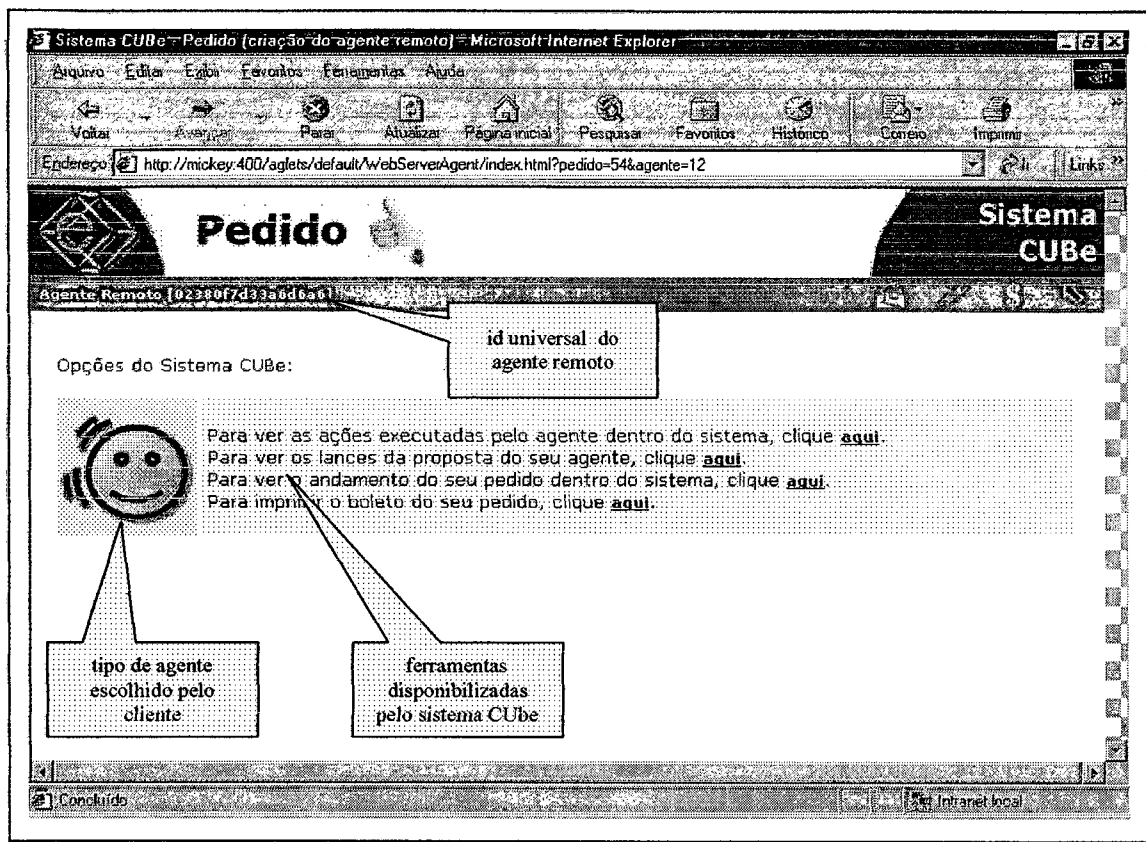 Sistema CUBe - Pedido (criação do agente remoto) - Microsoft Internet Explorer
Arquivo Editar Exibir Favoritos Ferramentas Ajuda
Voltar Avançar Parar Atualizar Página inicial Pesquisar Favoritos Histórico Correio Imprimir
Endereço http://mickey:400/aglets/default/WebServerAgent/index.html?pedido=54&agente=12 Ir Links
Pedido
Sistema
CUBe
Agente Remoto [02380f7d33a6d6a6]
id universal do
agente remoto
Opções do Sistema CUBe:
Para ver as ações executadas pelo agente dentro do sistema, clique aqui.
Para ver os lances da proposta do seu agente, clique aqui.
Para ver o andamento do seu pedido dentro do sistema, clique aqui.
Para imprimir o boleto do seu pedido, clique aqui.
tipo de agente
escolhido pelo
cliente
ferramentas
disponibilizadas
pelo sistema CUbe
Concluído
Intranet local